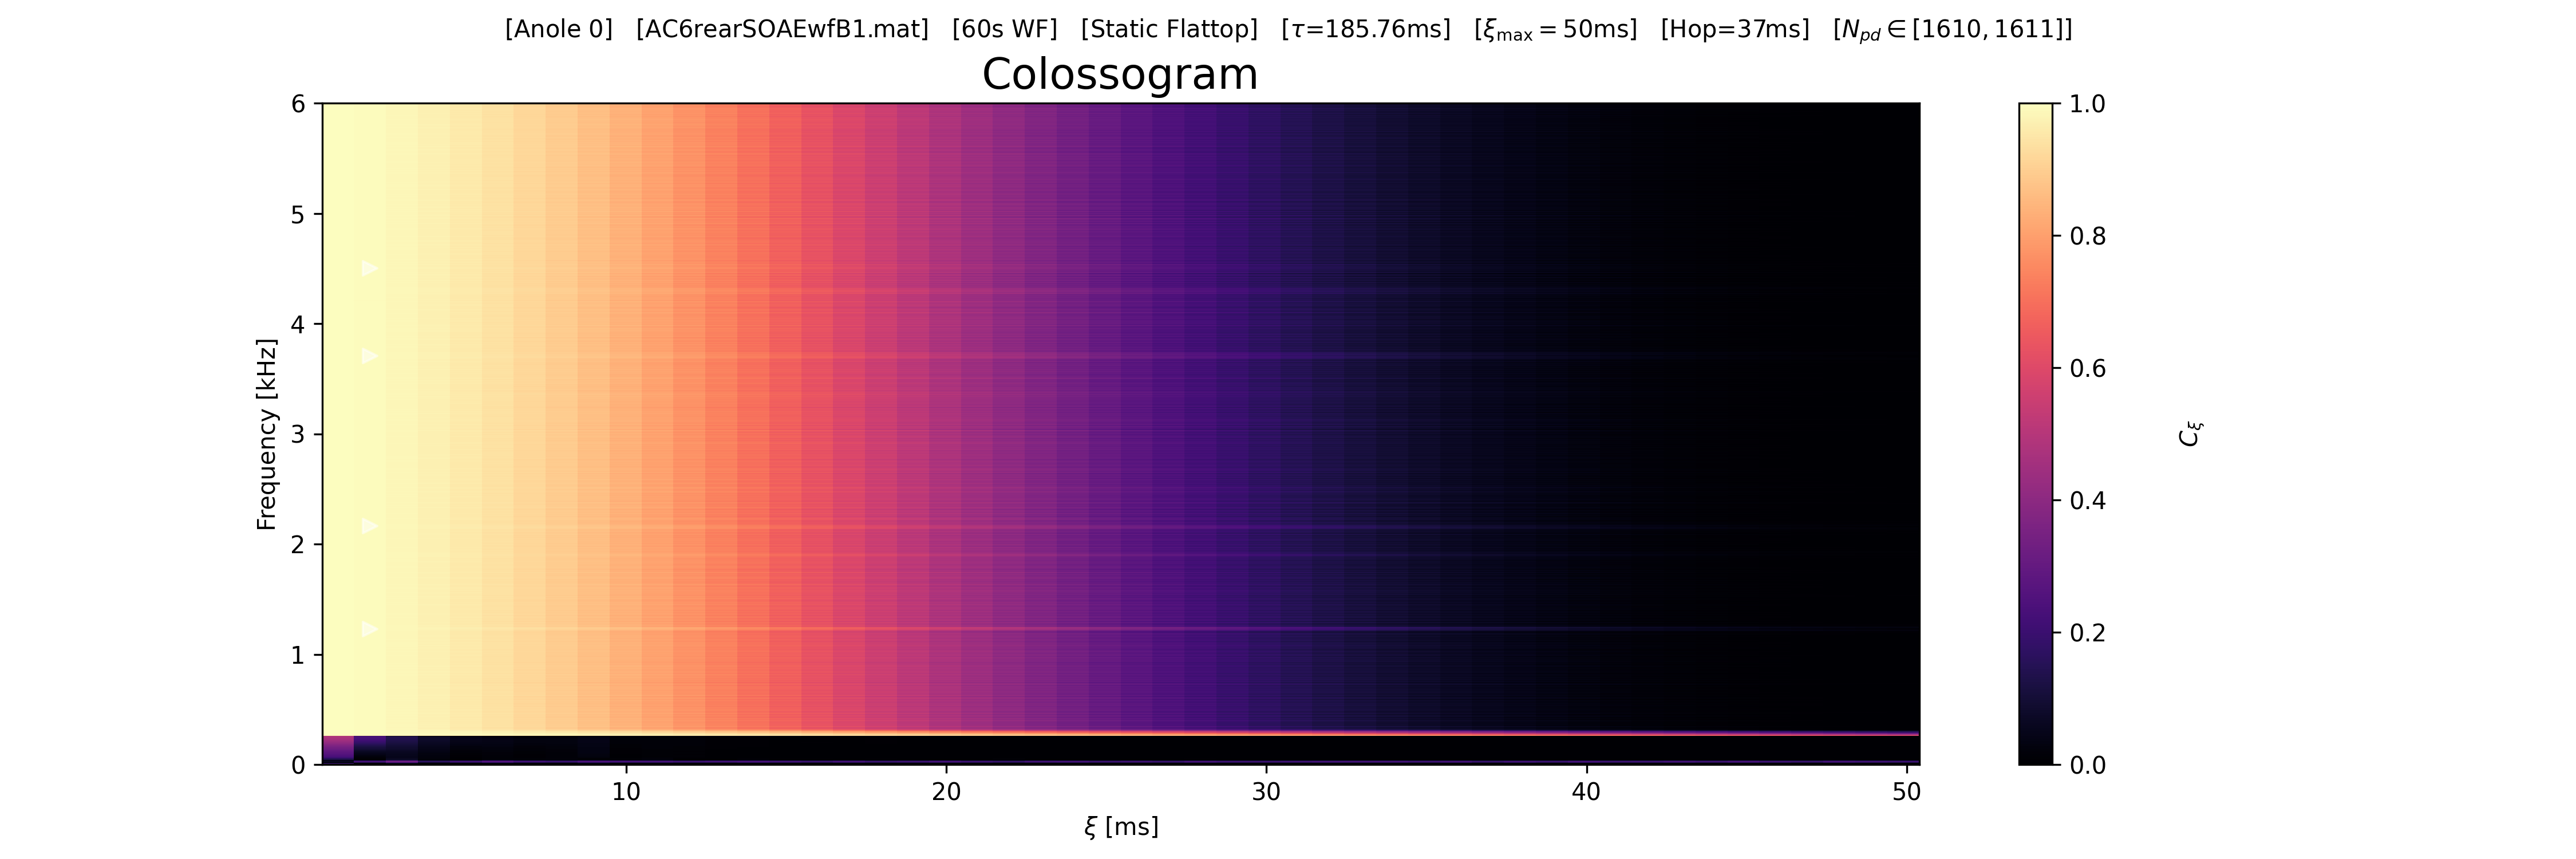 [Anole 0] [AC6rearSOAEwfB1.mat] [60s WF] [Static Flattop] [τ=185.76ms] [ξmax = 50ms] [Hop=37ms] [Npd ∈ [1610, 1611]]
Colossogram
6
5
4
3
2
1
0
Frequency [kHz]
10 20 30 40 50
ξ [ms]
1.0
0.8
0.6
0.4
0.2
0.0
Cξ